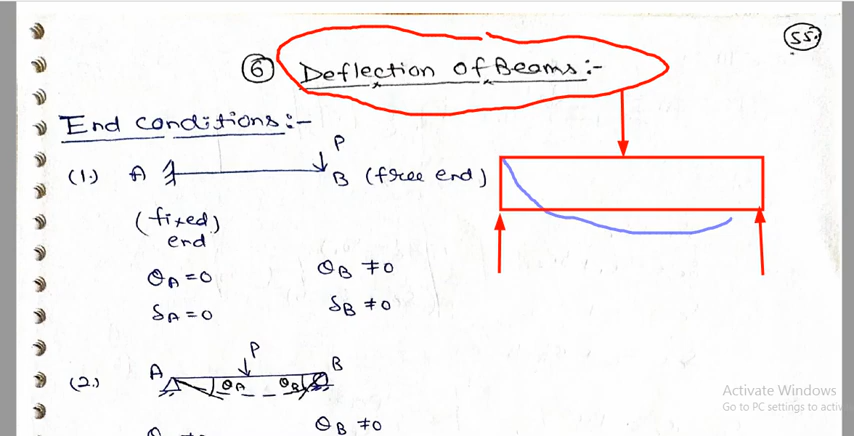 55.
6 Deflection Of Beams:-
End conditions:-
(1.) A P B (free end)
(fixed) end
θA = 0 θB ≠ 0
δA = 0 δB ≠ 0
(2.) A P B
θA θB
θB ≠ 0
Activate Windows
Go to PC settings to activ